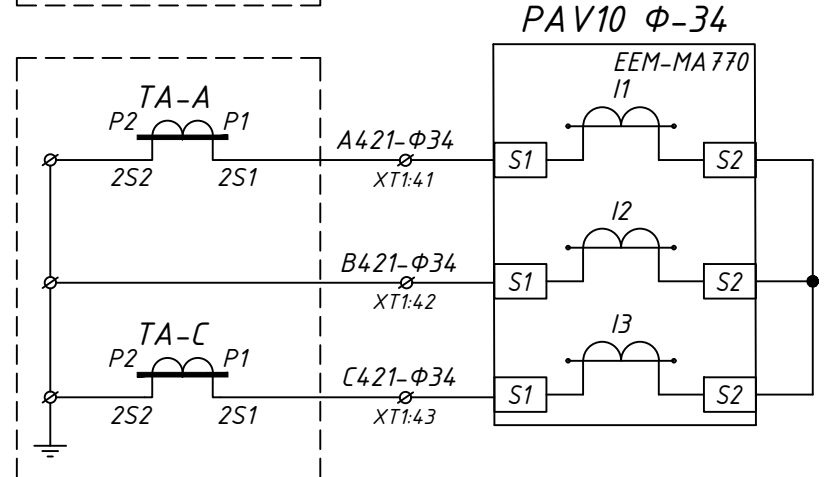 PAV10 Ф-34
EEM-MA770
TA-A
P2 P1
2S2 2S1
A421-Ф34
XT1:41
I1
S1 S2
B421-Ф34
XT1:42
I2
S1 S2
TA-C
P2 P1
2S2 2S1
C421-Ф34
XT1:43
I3
S1 S2